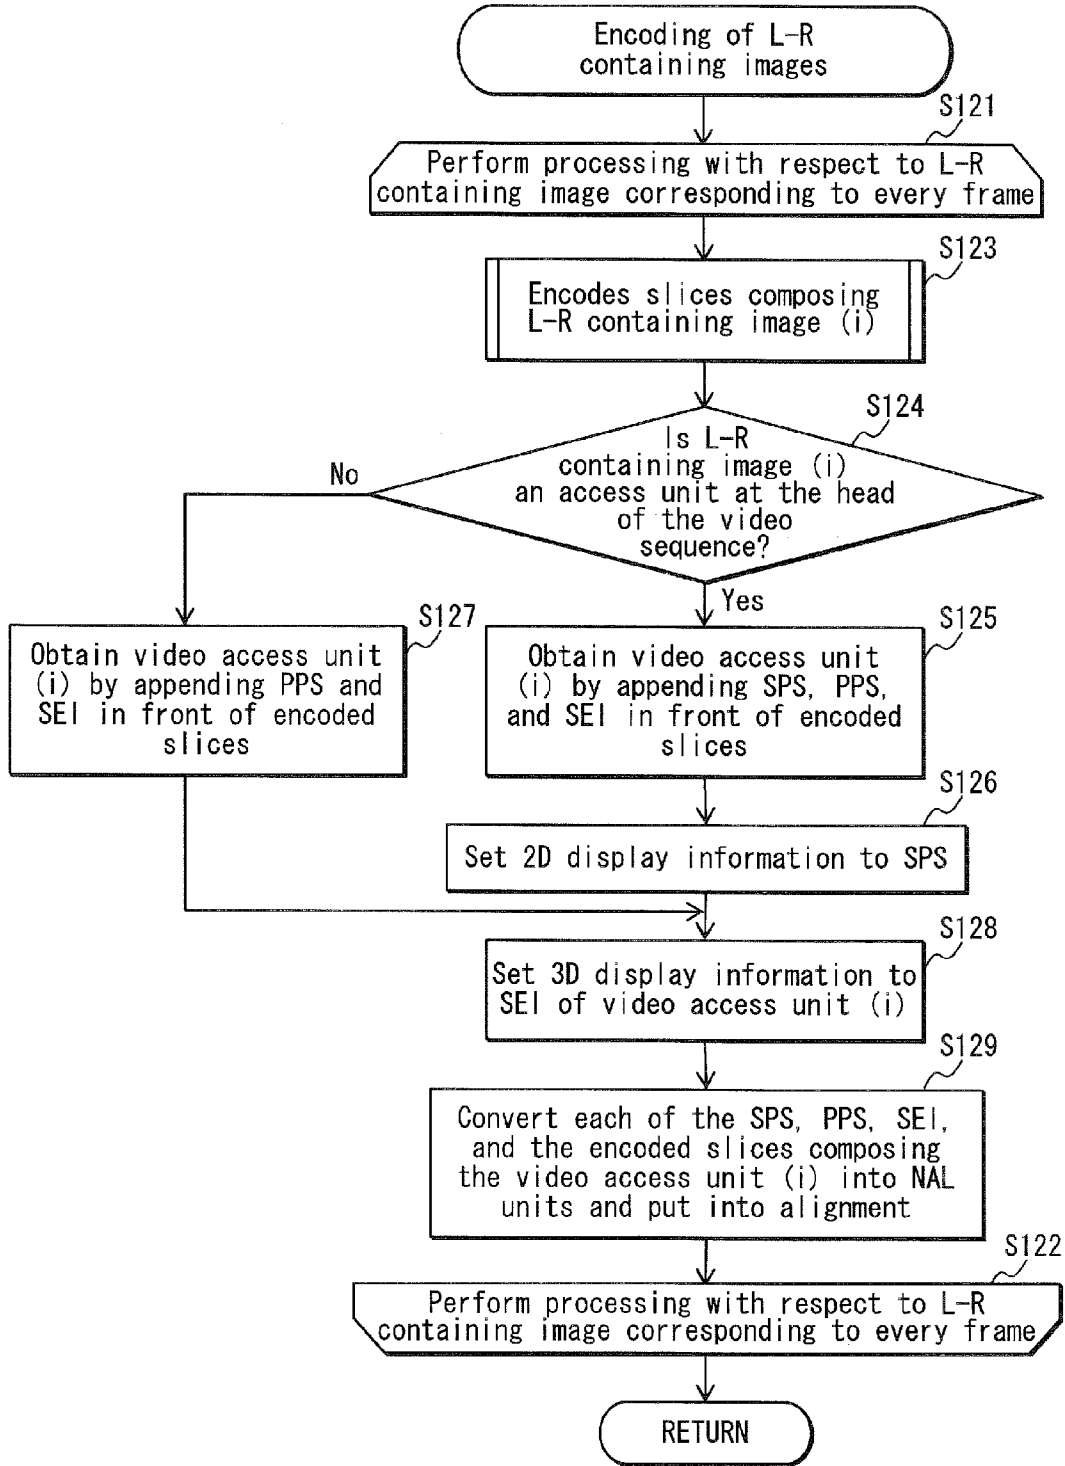 Encoding of L-R
containing images
S121
Perform processing with respect to L-R
containing image corresponding to every frame
S123
Encodes slices composing
L-R containing image (i)
S124
Is L-R
containing image (i)
an access unit at the head
of the video
sequence?
No
Yes
S127
Obtain video access unit
(i) by appending PPS and
SEI in front of encoded
slices
S125
Obtain video access unit
(i) by appending SPS, PPS,
and SEI in front of encoded
slices
S126
Set 2D display information to SPS
S128
Set 3D display information to
SEI of video access unit (i)
S129
Convert each of the SPS, PPS, SEI,
and the encoded slices composing
the video access unit (i) into NAL
units and put into alignment
S122
Perform processing with respect to L-R
containing image corresponding to every frame
RETURN